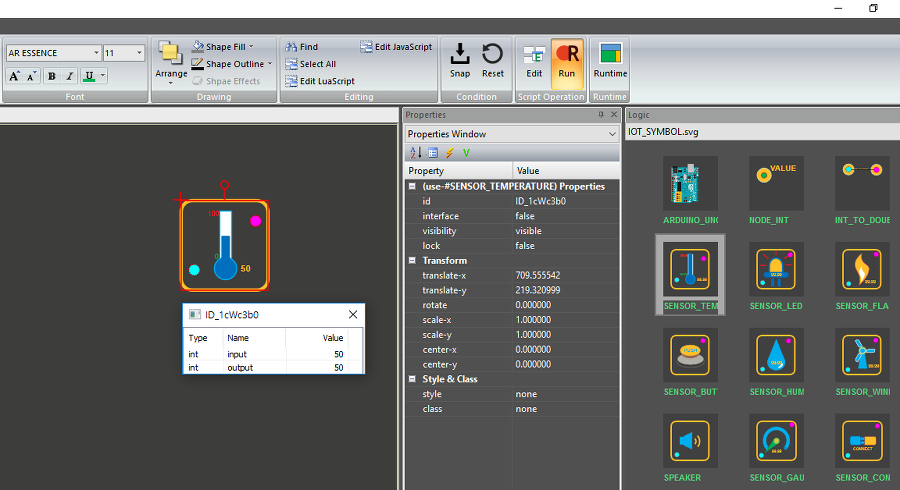 AR ESSENCE
11
A A B I U
Font
Arrange
Shape Fill
Shape Outline
Shpae Effects
Drawing
Find
Select All
Edit LuaScript
Edit JavaScript
Editing
Snap
Reset
Condition
Edit
Run
Script Operation
Runtime
Runtime
100
0
50
ID_1cWc3b0
Type Name Value
int input 50
int output 50
Properties
Properties Window
Property Value
(use-#SENSOR_TEMPERATURE) Properties
id ID_1cWc3b0
interface false
visibility visible
lock false
Transform
translate-x 709.555542
translate-y 219.320999
rotate 0.000000
scale-x 1.000000
scale-y 1.000000
center-x 0.000000
center-y 0.000000
Style & Class
style none
class none
Logic
IOT_SYMBOL.svg
VALUE
ARDUINO_UNO NODE_INT INT_TO_DOUB
SENSOR_TEM SENSOR_LED SENSOR_FLA
PUSH
SENSOR_BUT SENSOR_HUM SENSOR_WIN
CONNECT
SPEAKER SENSOR_GAU SENSOR_CON